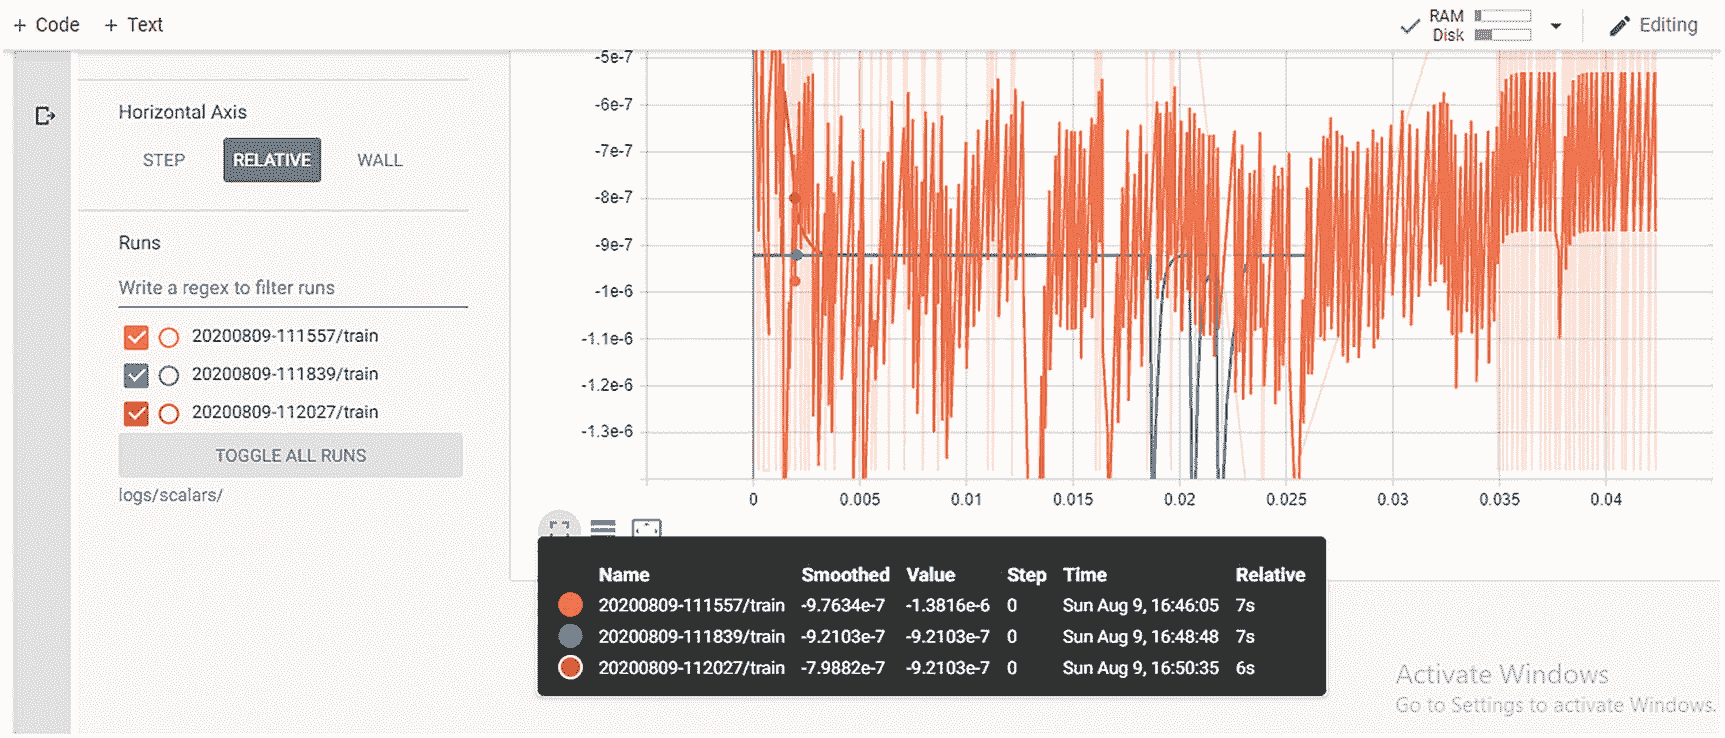 + Code + Text
RAM
Disk
Editing
Horizontal Axis
STEP RELATIVE WALL
Runs
Write a regex to filter runs
20200809-111557/train
20200809-111839/train
20200809-112027/train
TOGGLE ALL RUNS
logs/scalars/
-5e-7
-6e-7
-7e-7
-8e-7
-9e-7
-1e-6
-1.1e-6
-1.2e-6
-1.3e-6
0 0.005 0.01 0.015 0.02 0.025 0.03 0.035 0.04
Name Smoothed Value Step Time Relative
20200809-111557/train -9.7634e-7 -1.3816e-6 0 Sun Aug 9, 16:46:05 7s
20200809-111839/train -9.2103e-7 -9.2103e-7 0 Sun Aug 9, 16:48:48 7s
20200809-112027/train -7.9882e-7 -9.2103e-7 0 Sun Aug 9, 16:50:35 6s
Activate Windows
Go to Settings to activate Windows.